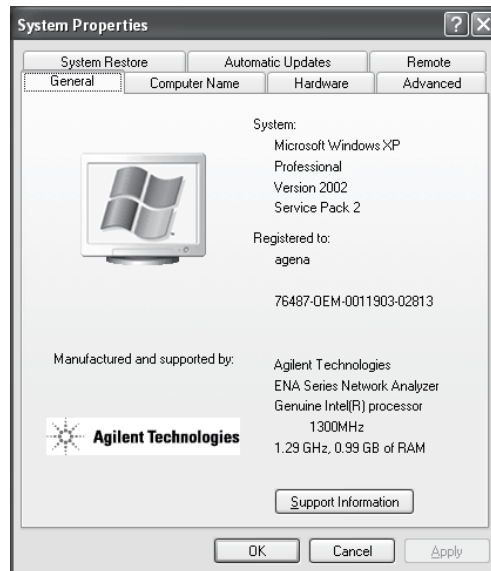 System Properties
System Restore
Automatic Updates
Remote
General
Computer Name
Hardware
Advanced
System:
Microsoft Windows XP
Professional
Version 2002
Service Pack 2
Registered to:
agena
76487-OEM-0011903-02813
Manufactured and supported by:
Agilent Technologies
Agilent Technologies
ENA Series Network Analyzer
Genuine Intel(R) processor
1300MHz
1.29 GHz, 0.99 GB of RAM
Support Information
OK
Cancel
Apply